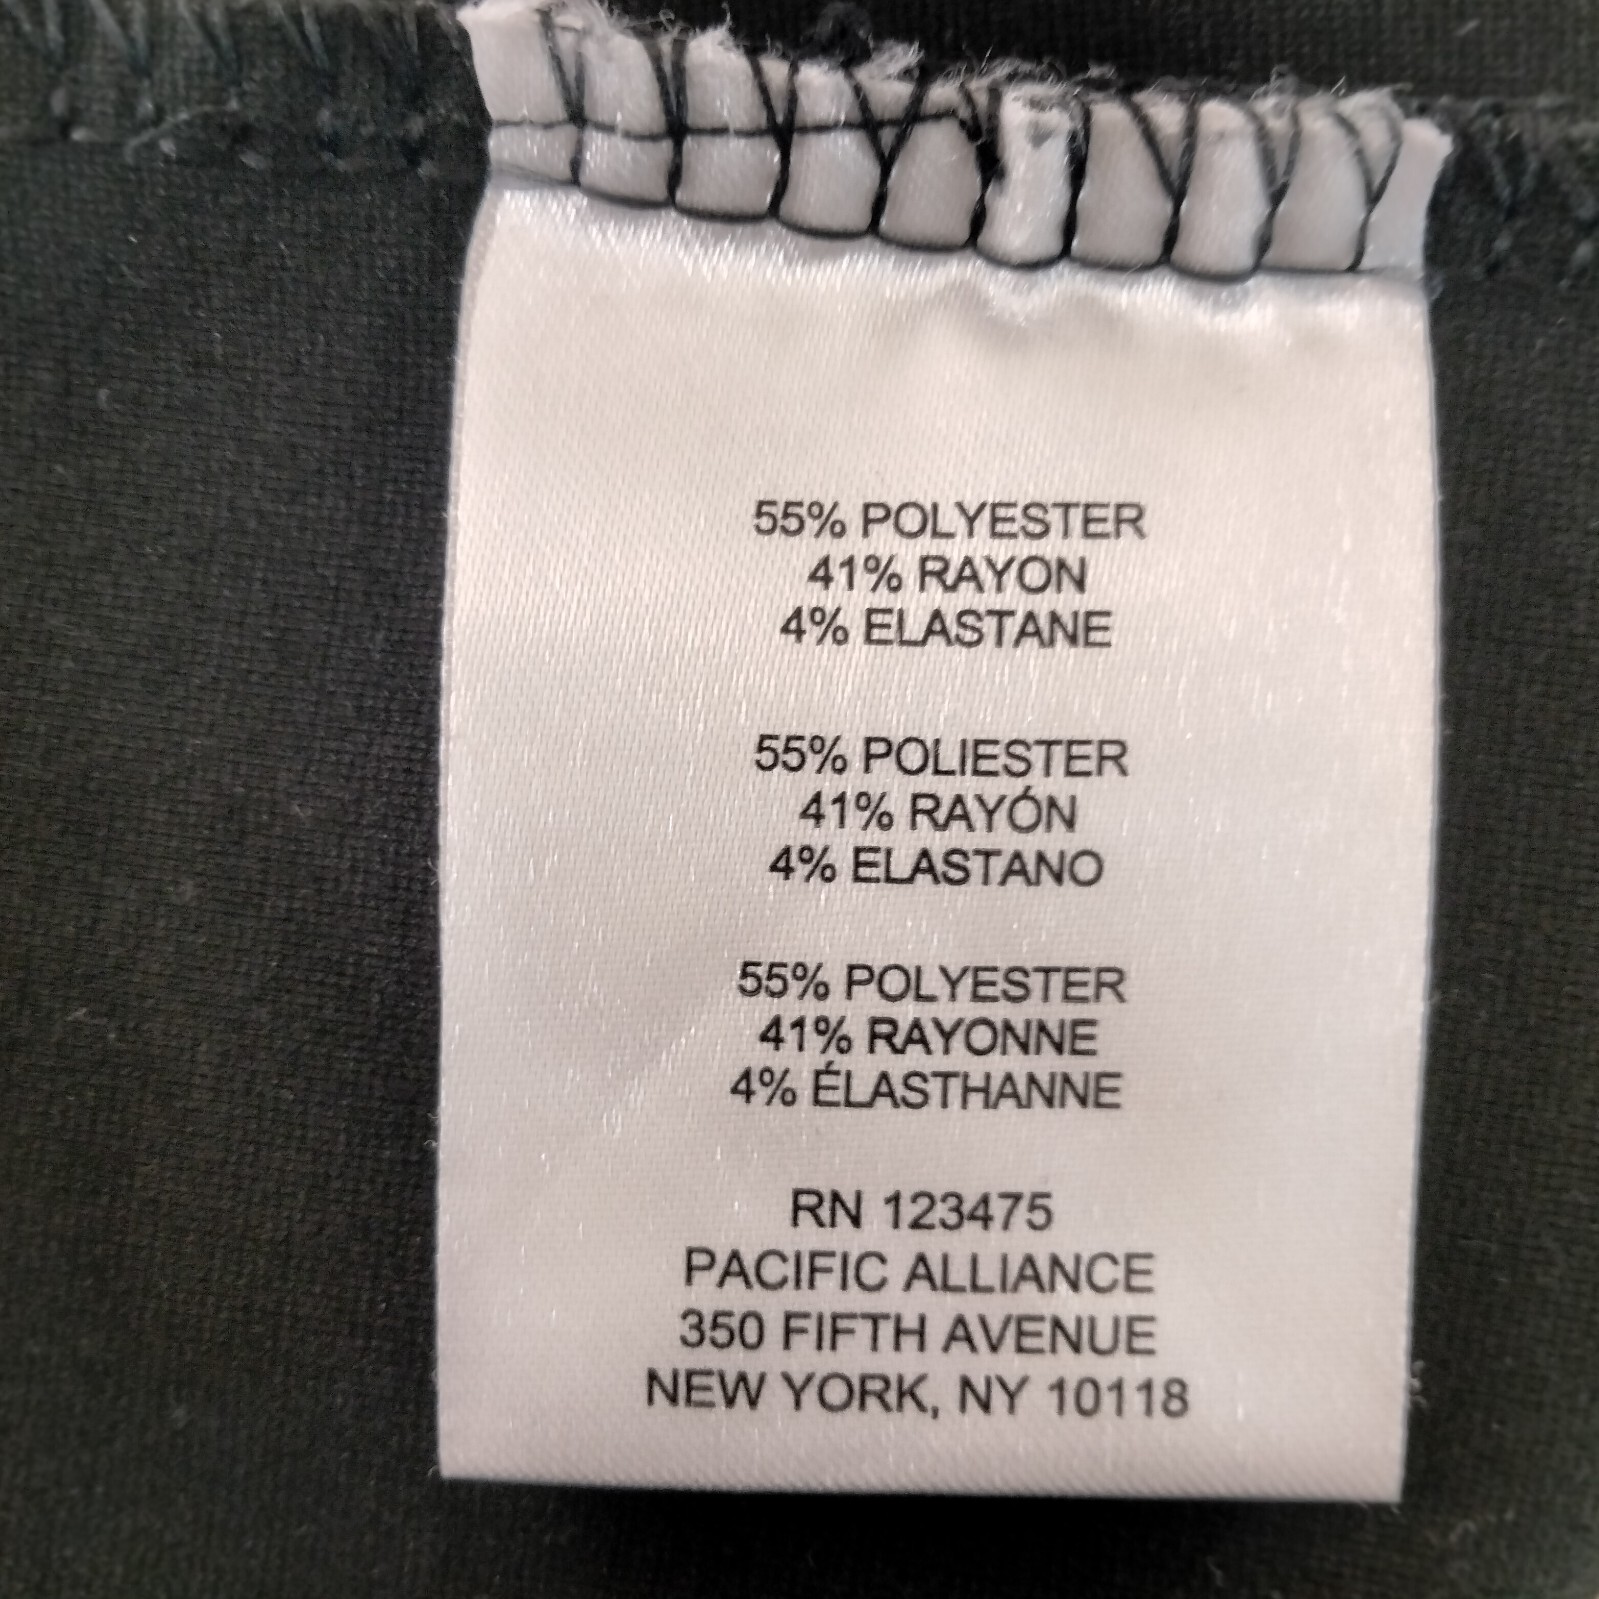 55% POLYESTER
41% RAYON
4% ELASTANE
55% POLIESTER
41% RAYÓN
4% ELASTANO
55% POLYESTER
41% RAYONNE
4% ÉLASTHANNE
RN 123475
PACIFIC ALLIANCE
350 FIFTH AVENUE
NEW YORK, NY 10118